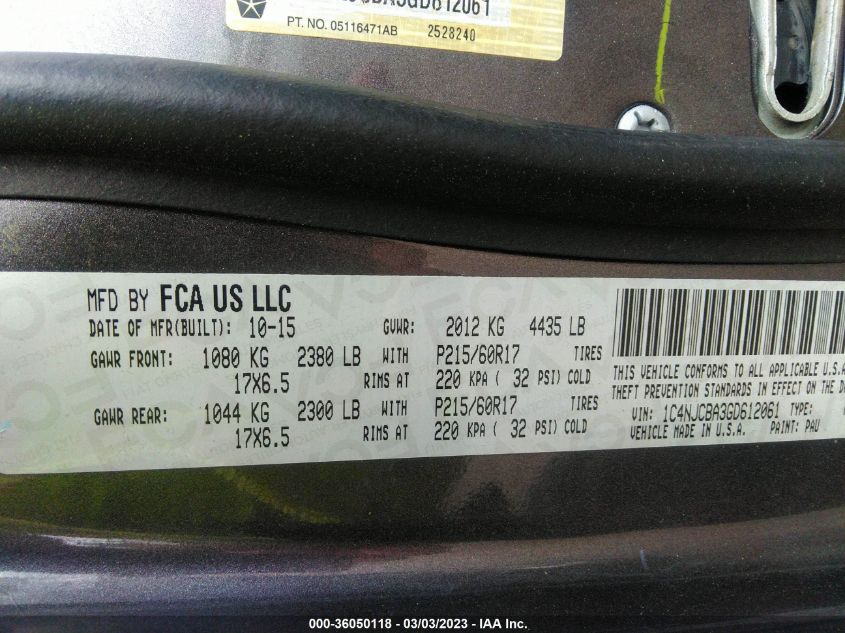 BA3GD612061
PT. NO. 05116471AB 2528240
MFD BY FCA US LLC
DATE OF MFR(BUILT): 10-15 GVWR: 2012 KG 4435 LB
GAWR FRONT: 1080 KG 2380 LB WITH P215/60R17 TIRES
17X6.5 RIMS AT 220 KPA ( 32 PSI) COLD
GAWR REAR: 1044 KG 2300 LB WITH P215/60R17 TIRES
17X6.5 RIMS AT 220 KPA ( 32 PSI) COLD
THIS VEHICLE CONFORMS TO ALL APPLICABLE U.S.A.
THEFT PREVENTION STANDARDS IN EFFECT ON THE
VIN: 1C4NJCBA3GD612061 TYPE:
VEHICLE MADE IN U.S.A. PAINT: PAU
000-36050118 - 03/03/2023 - IAA Inc.